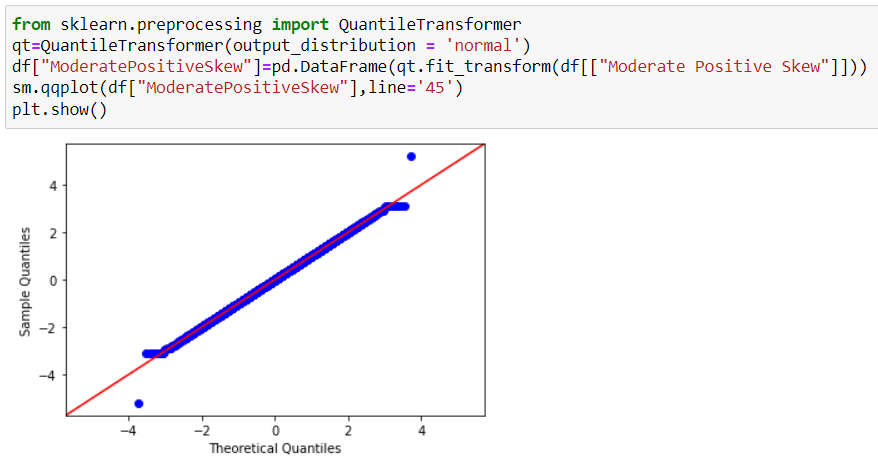 from sklearn.preprocessing import QuantileTransformer
qt=QuantileTransformer(output_distribution = 'normal')
df["ModeratePositiveSkew"]=pd.DataFrame(qt.fit_transform(df[["Moderate Positive Skew"]]))
sm.qqplot(df["ModeratePositiveSkew"],line='45')
plt.show()
4
2
0
−2
−4
Sample Quantiles
−4 −2 0 2 4
Theoretical Quantiles